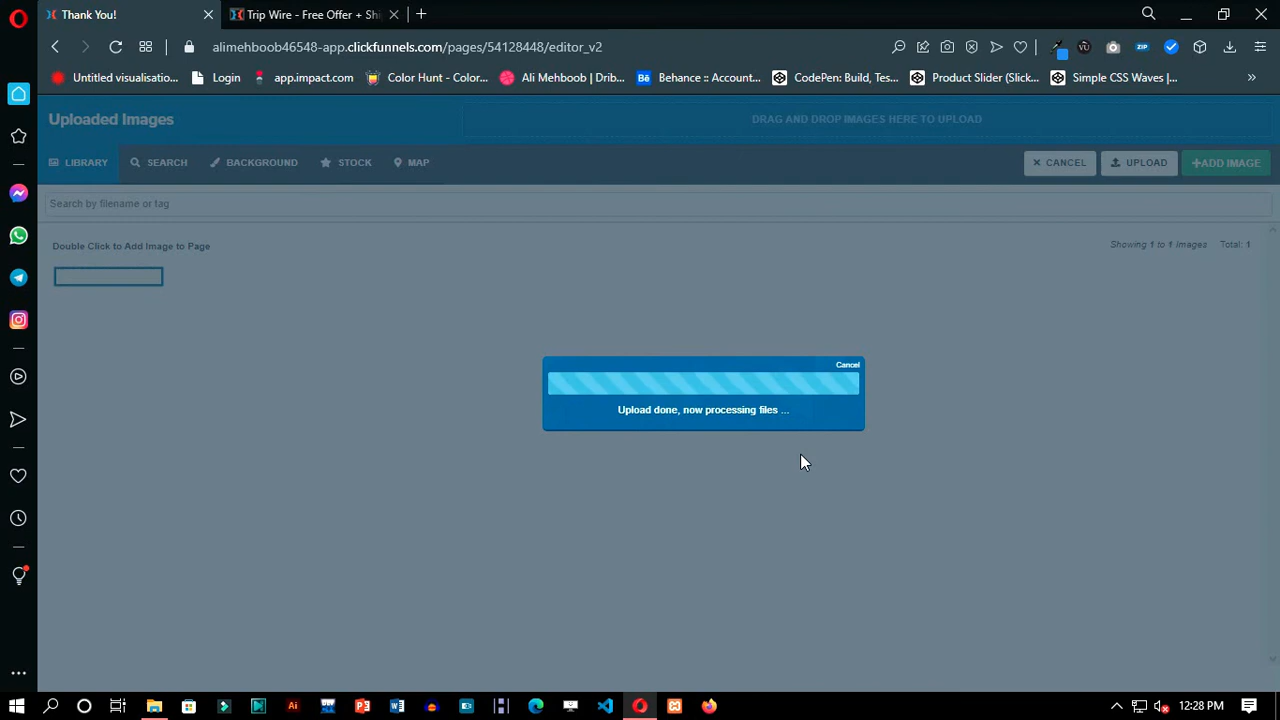 Thank You!
Trip Wire - Free Offer + Shi
alimehboob46548-app.clickfunnels.com/pages/54128448/editor_v2
Untitled visualisatio...
Login
app.impact.com
Color Hunt - Color...
Ali Mehboob | Drib...
Behance :: Account...
CodePen: Build, Tes...
Product Slider (Slick...
Simple CSS Waves |...
Uploaded Images
DRAG AND DROP IMAGES HERE TO UPLOAD
LIBRARY
SEARCH
BACKGROUND
STOCK
MAP
CANCEL
UPLOAD
+ADD IMAGE
Search by filename or tag
Double Click to Add Image to Page
Showing 1 to 1 Images Total: 1
Cancel
Upload done, now processing files ...
12:28 PM